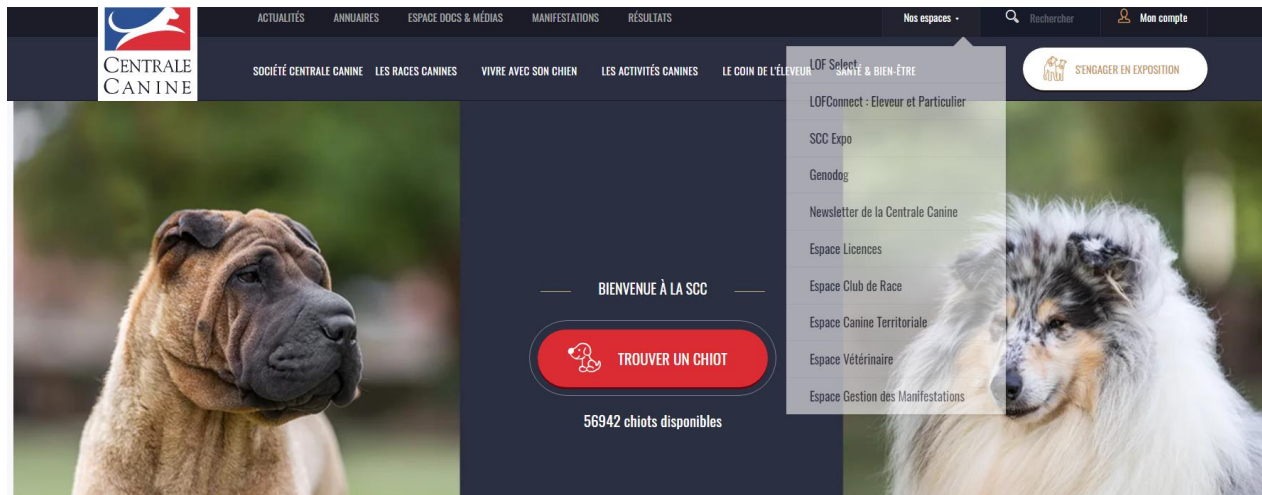 ACTUALITÉS ANNUAIRES ESPACE DOCS & MÉDIAS MANIFESTATIONS RÉSULTATS Nos espaces Rechercher Mon compte
CENTRALE
CANINE
SOCIÉTÉ CENTRALE CANINE LES RACES CANINES VIVRE AVEC SON CHIEN LES ACTIVITÉS CANINES LE COIN DE L'ÉLEVEUR SANTÉ & BIEN-ÊTRE S'ENGAGER EN EXPOSITION
LOF Select
LOFConnect : Eleveur et Particulier
SCC Expo
Genodog
Newsletter de la Centrale Canine
Espace Licences
Espace Club de Race
Espace Canine Territoriale
Espace Vétérinaire
Espace Gestion des Manifestations
BIENVENUE À LA SCC
TROUVER UN CHIOT
56942 chiots disponibles